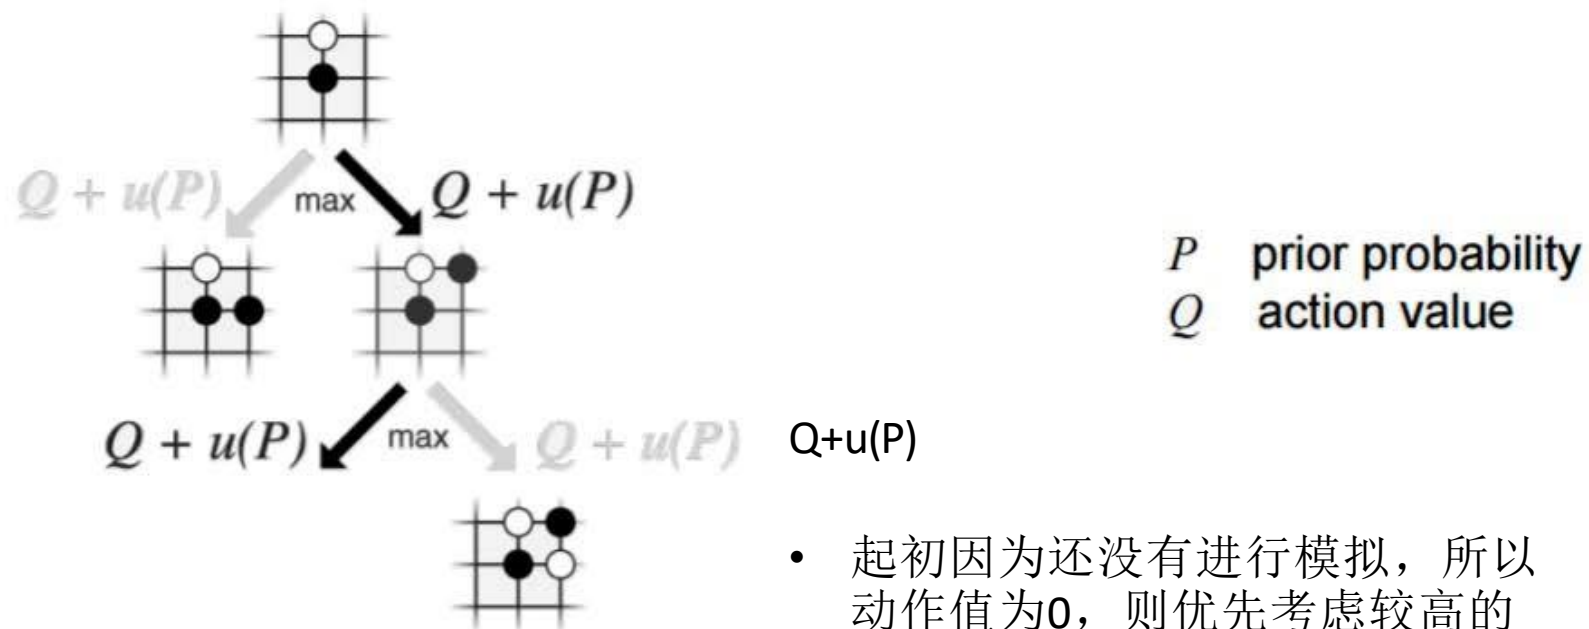 Q + u(P)
max
Q + u(P)
Q + u(P)
max
Q + u(P)
P prior probability
Q action value
Q+u(P)
• 起初因为还没有进行模拟，所以
动作值为0，则优先考虑较高的